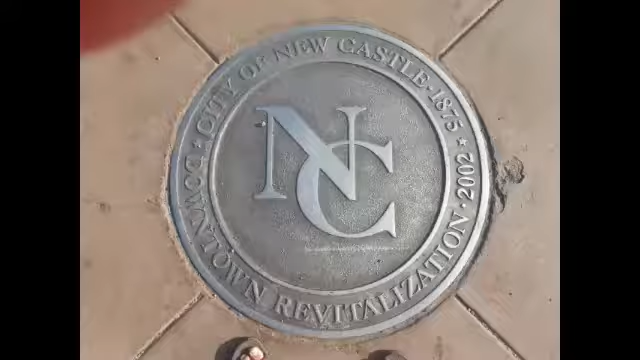 CITY OF NEW CASTLE · 1875
DOWNTOWN REVITALIZATION · 2002
NC